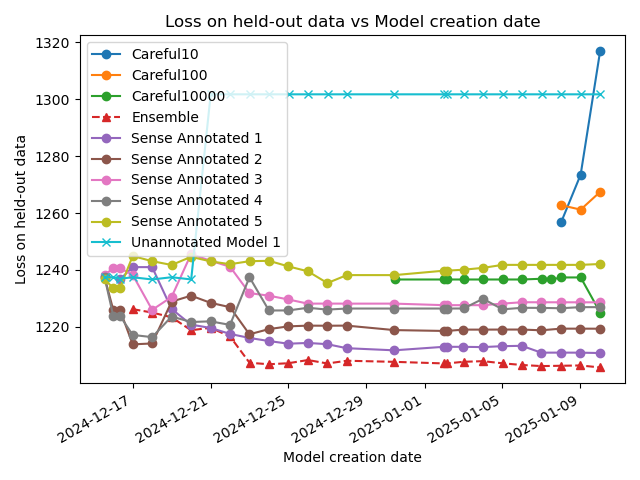 Loss on held-out data vs Model creation date
Loss on held-out data
1320
1300
1280
1260
1240
1220
Careful10
Careful100
Careful10000
Ensemble
Sense Annotated 1
Sense Annotated 2
Sense Annotated 3
Sense Annotated 4
Sense Annotated 5
Unannotated Model 1
2024-12-17
2024-12-21
2024-12-25
2024-12-29
2025-01-01
2025-01-05
2025-01-09
Model creation date